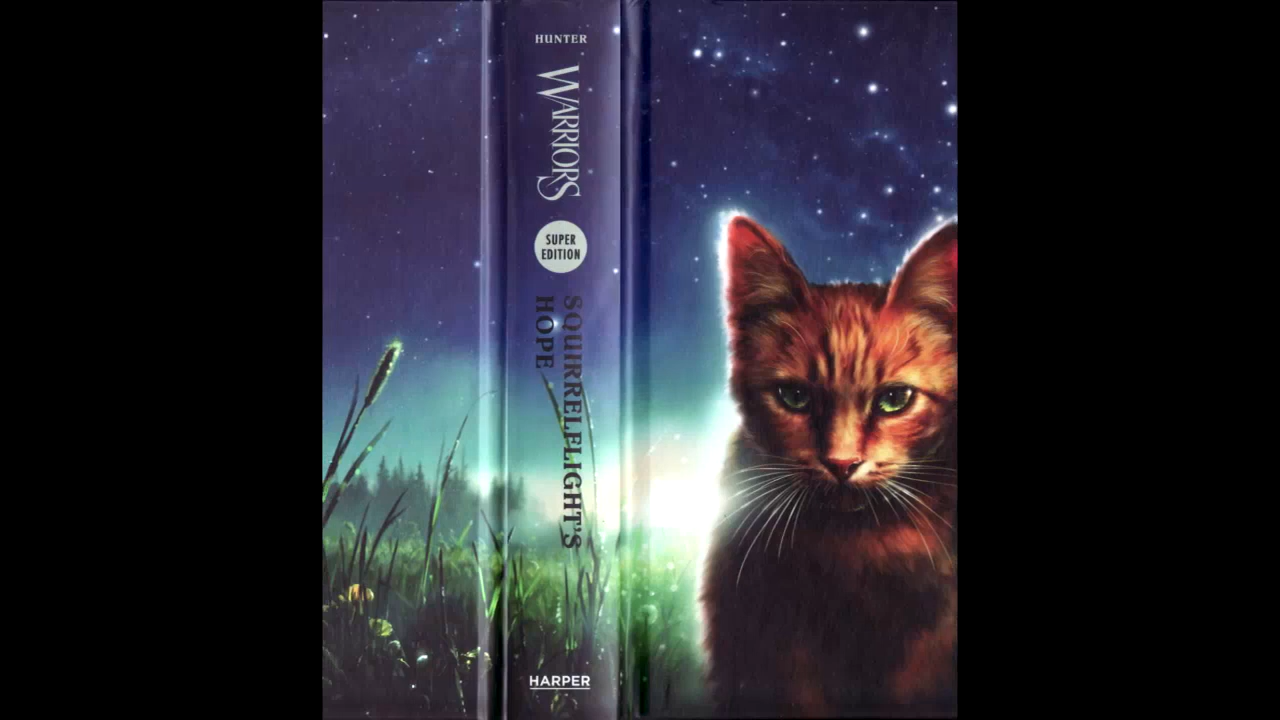 HUNTER
WARRIORS
SUPER
EDITION
SQUIRRELFLIGHT'S
HOPE
HARPER